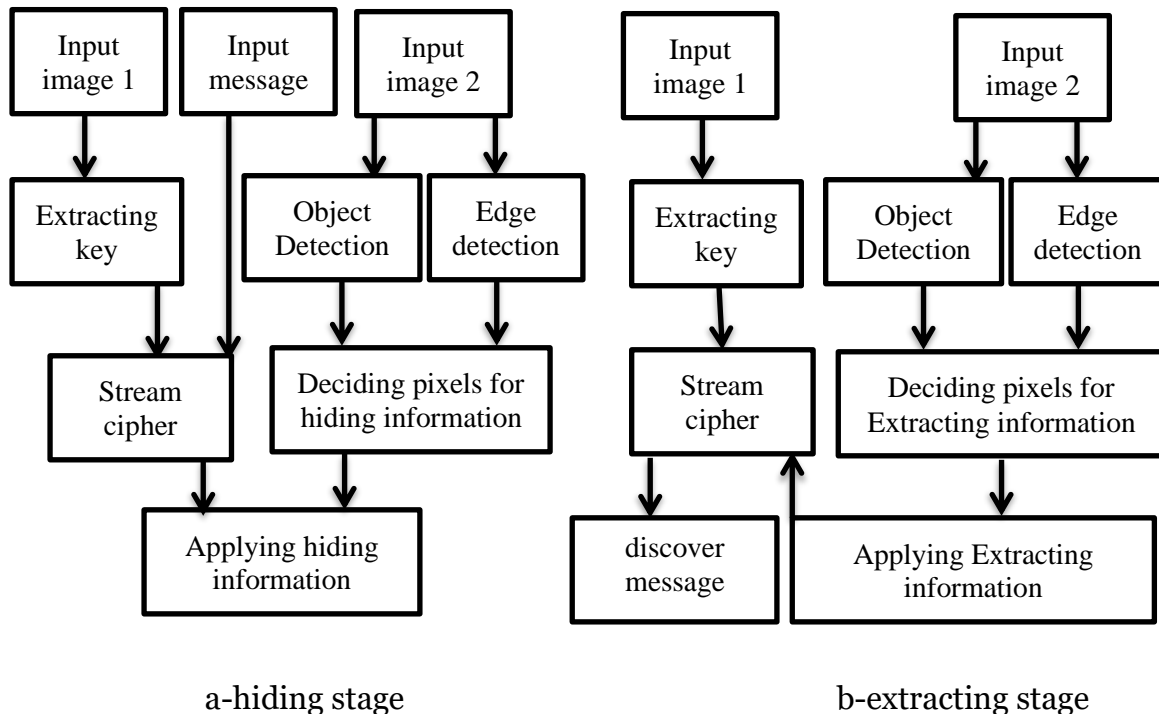 Input
image 1
Input
message
Input
image 2
Extracting
key
Object
Detection
Edge
detection
Stream
cipher
Deciding pixels for
hiding information
Applying hiding
information
a-hiding stage
Input
image 1
Input
image 2
Extracting
key
Object
Detection
Edge
detection
Stream
cipher
Deciding pixels for
Extracting information
discover
message
Applying Extracting
information
b-extracting stage